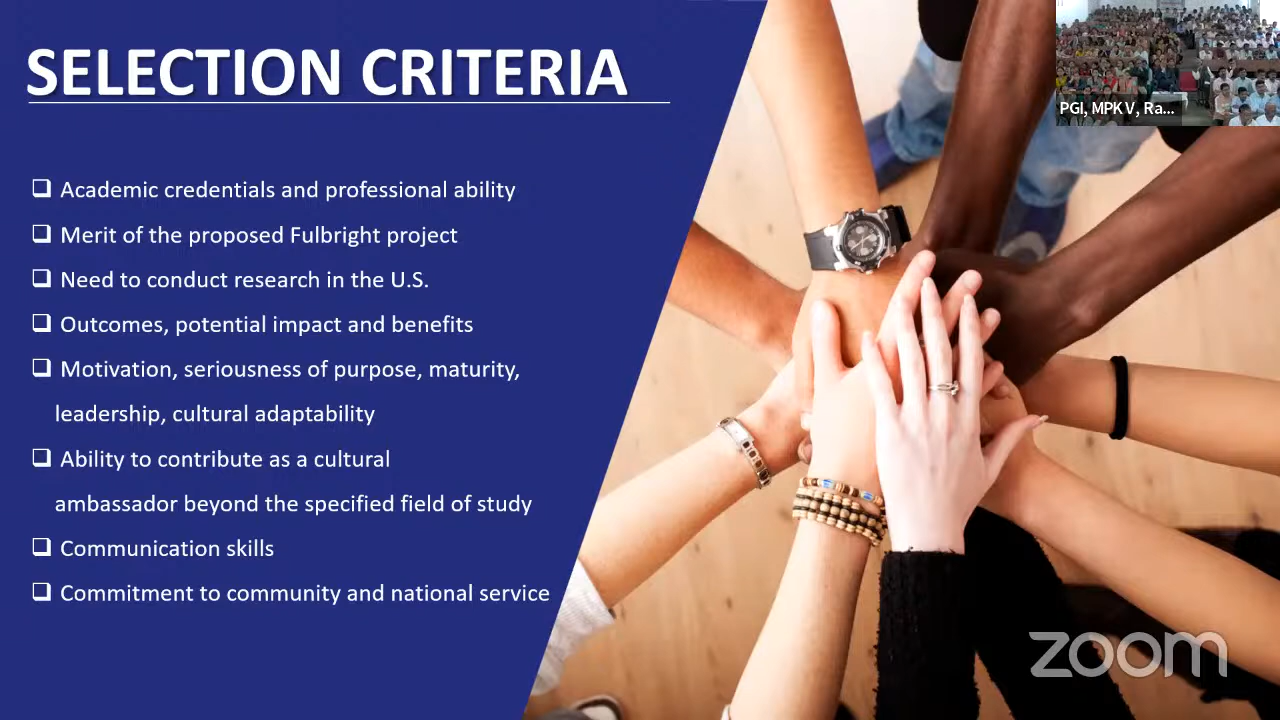 SELECTION CRITERIA
PGI, MPKV, Ra...
Academic credentials and professional ability
Merit of the proposed Fulbright project
Need to conduct research in the U.S.
Outcomes, potential impact and benefits
Motivation, seriousness of purpose, maturity,
leadership, cultural adaptability
Ability to contribute as a cultural
ambassador beyond the specified field of study
Communication skills
Commitment to community and national service
zoom